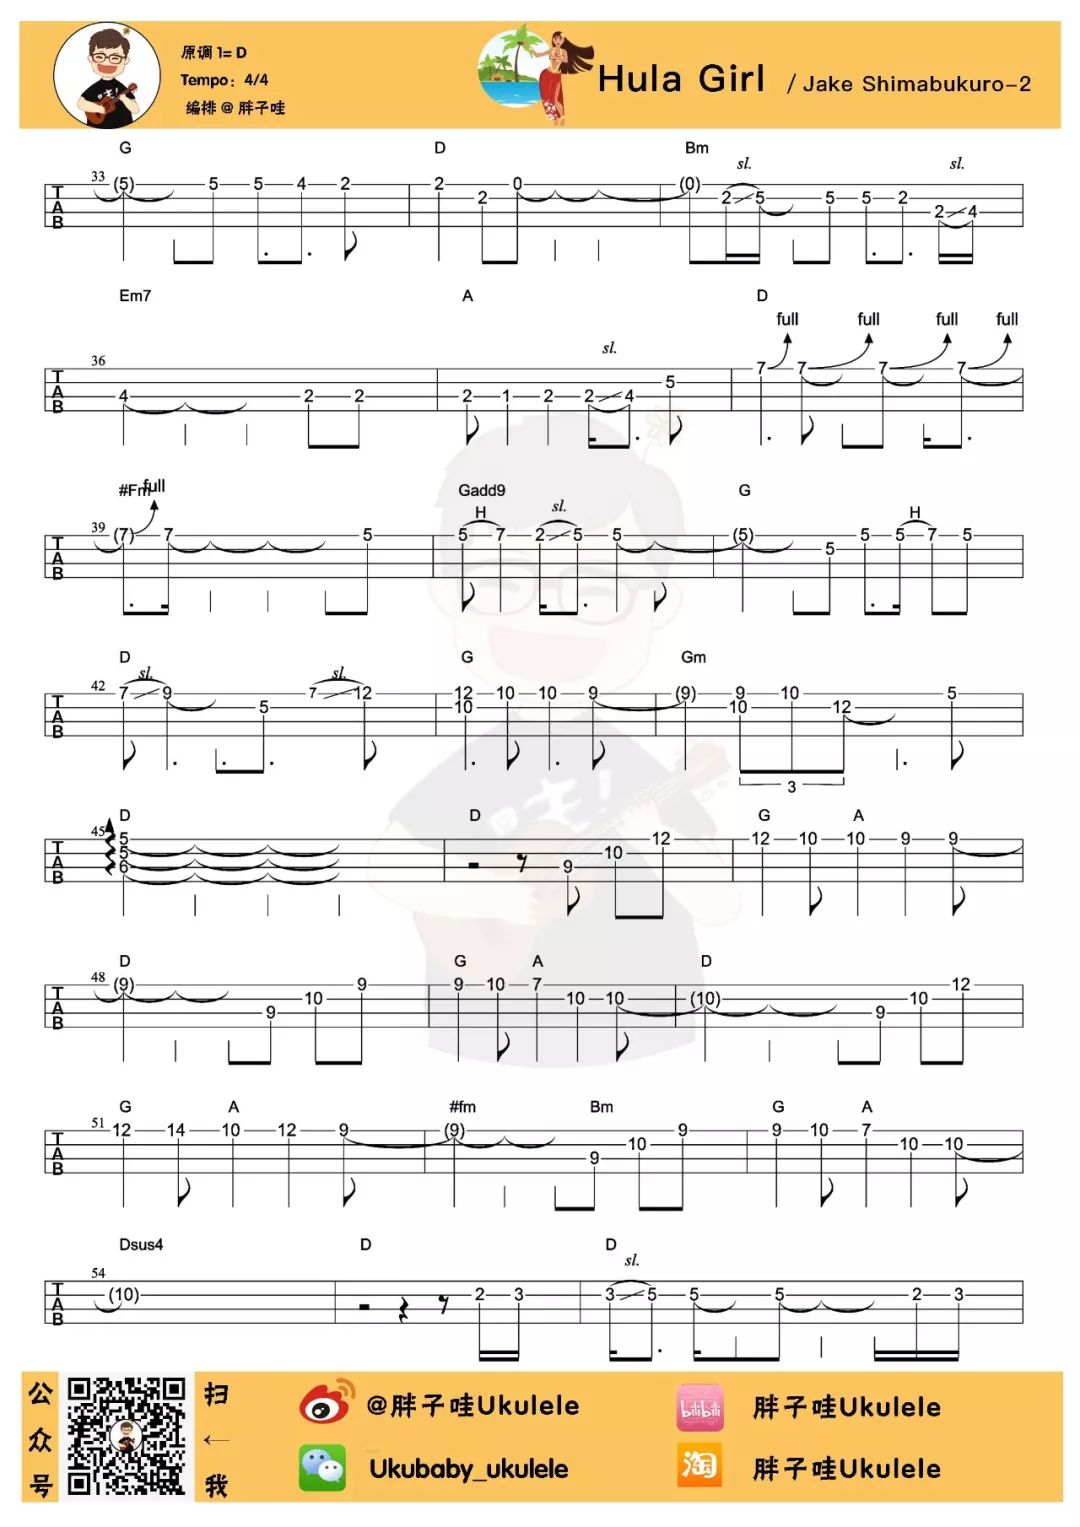 原调 1= D
Tempo：4/4
编排 @ 胖子哇
Hula Girl / Jake Shimabukuro-2
G D Bm
sl. sl.
33 (5) 5 5 4 2 2 2 0 (0) 2 5 5 5 2 2 4
TAB
Em7 A D
full full full full
sl.
36 4 2 2 2 1 2 2 4 5 7 7 7 7
TAB
#Fm full Gadd9 G
H sl. H
39 (7) 7 5 5 7 2 5 5 (5) 5 5 5 7 5
TAB
D G Gm
sl. sl.
42 7 9 5 7 12 12 10 10 10 9 (9) 9 10 10 12 5
TAB
3
D D G A
45 5 5 6 9 10 12 12 10 10 9 9
TAB
D G A D
48 (9) 9 10 9 9 10 7 10 10 (10) 9 10 12
TAB
G A #fm Bm G A
51 12 14 10 12 9 (9) 9 10 9 9 10 7 10 10
TAB
Dsus4 D D
sl.
54 (10) 2 3 3 5 5 5 2 3
TAB
哇!
公众号
扫←我
@胖子哇Ukulele
bilibili
胖子哇Ukulele
Ukubaby_ukulele
淘
胖子哇Ukulele